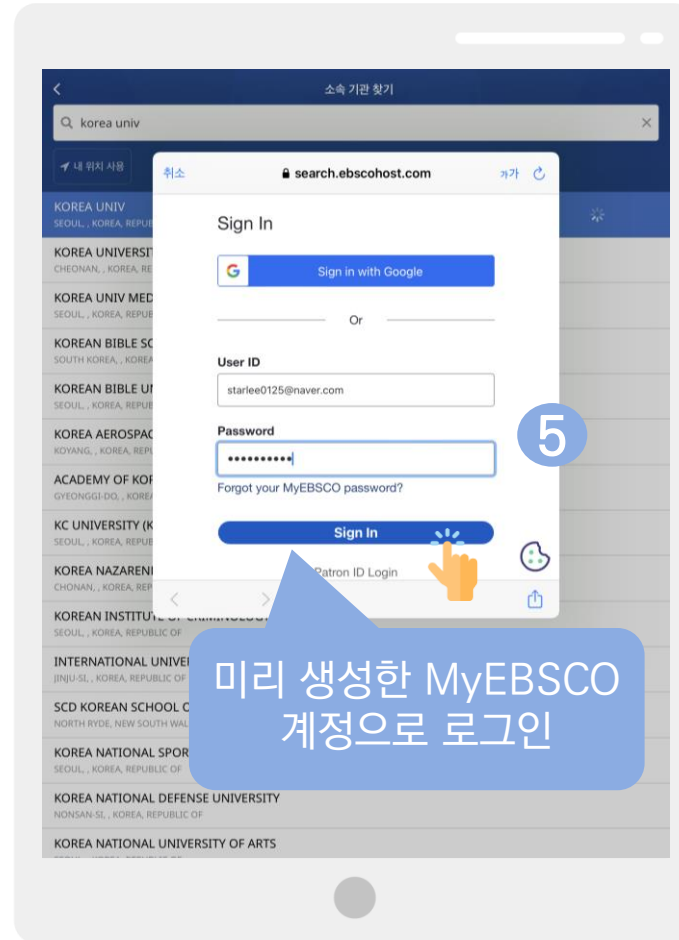 소속 기관 찾기
korea univ
내 위치 사용
취소
search.ebscohost.com
가가
KOREA UNIV
SEOUL, , KOREA, REPUB
Sign In
KOREA UNIVERSIT
CHEONAN, , KOREA, RE
Sign in with Google
KOREA UNIV MED
SEOUL, , KOREA, REPUB
Or
KOREAN BIBLE SC
SOUTH KOREA, , KOREA
User ID
KOREAN BIBLE UN
SEOUL, , KOREA, REPUB
starlee0125@naver.com
KOREA AEROSPAC
KOYANG, , KOREA, REPU
Password
5
••••••••••
ACADEMY OF KOR
GYEONGGI-DO, , KOREA
Forgot your MyEBSCO password?
KC UNIVERSITY (K
SEOUL, , KOREA, REPUB
Sign In
KOREA NAZARENE
CHONAN, , KOREA, REP
Patron ID Login
KOREAN INSTITUTE OF CRIMINOLOGY
SEOUL, , KOREA, REPUBLIC OF
INTERNATIONAL UNIVE
JINJU-SI, , KOREA, REPUBLIC OF
SCD KOREAN SCHOOL O
NORTH RYDE, NEW SOUTH WAL
KOREA NATIONAL SPOR
SEOUL, , KOREA, REPUBLIC OF
미리 생성한 MyEBSCO
계정으로 로그인
KOREA NATIONAL DEFENSE UNIVERSITY
NONSAN-SI, , KOREA, REPUBLIC OF
KOREA NATIONAL UNIVERSITY OF ARTS